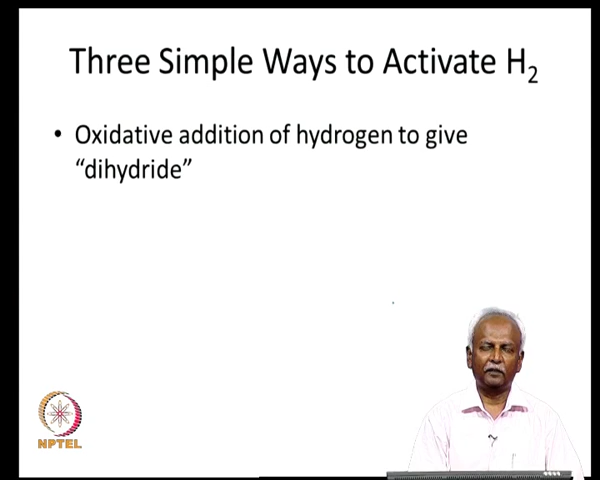 Three Simple Ways to Activate H₂
• Oxidative addition of hydrogen to give
“dihydride”
NPTEL